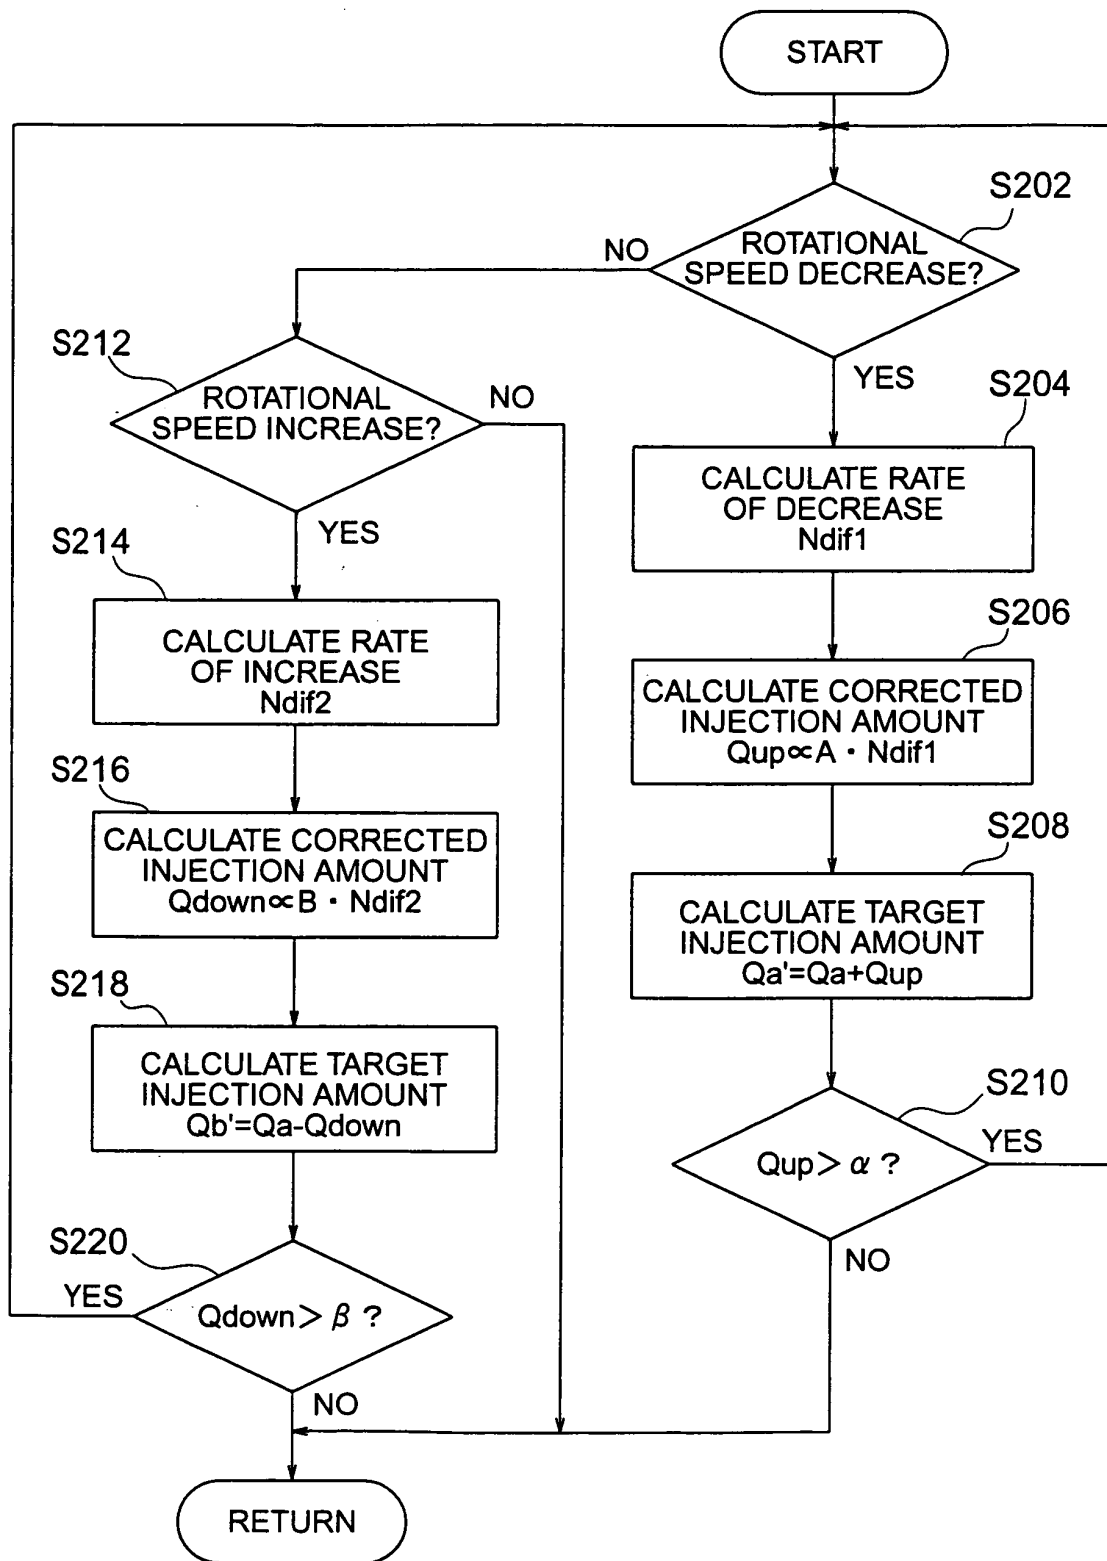 START
S202
ROTATIONAL
SPEED DECREASE?
NO
YES
S212
ROTATIONAL
SPEED INCREASE?
NO
YES
S204
CALCULATE RATE
OF DECREASE
Ndif1
S214
CALCULATE RATE
OF INCREASE
Ndif2
S206
CALCULATE CORRECTED
INJECTION AMOUNT
Qup∝A・Ndif1
S216
CALCULATE CORRECTED
INJECTION AMOUNT
Qdown∝B・Ndif2
S208
CALCULATE TARGET
INJECTION AMOUNT
Qa'=Qa+Qup
S218
CALCULATE TARGET
INJECTION AMOUNT
Qb'=Qa-Qdown
S210
Qup＞α？
YES
NO
S220
Qdown＞β？
YES
NO
RETURN